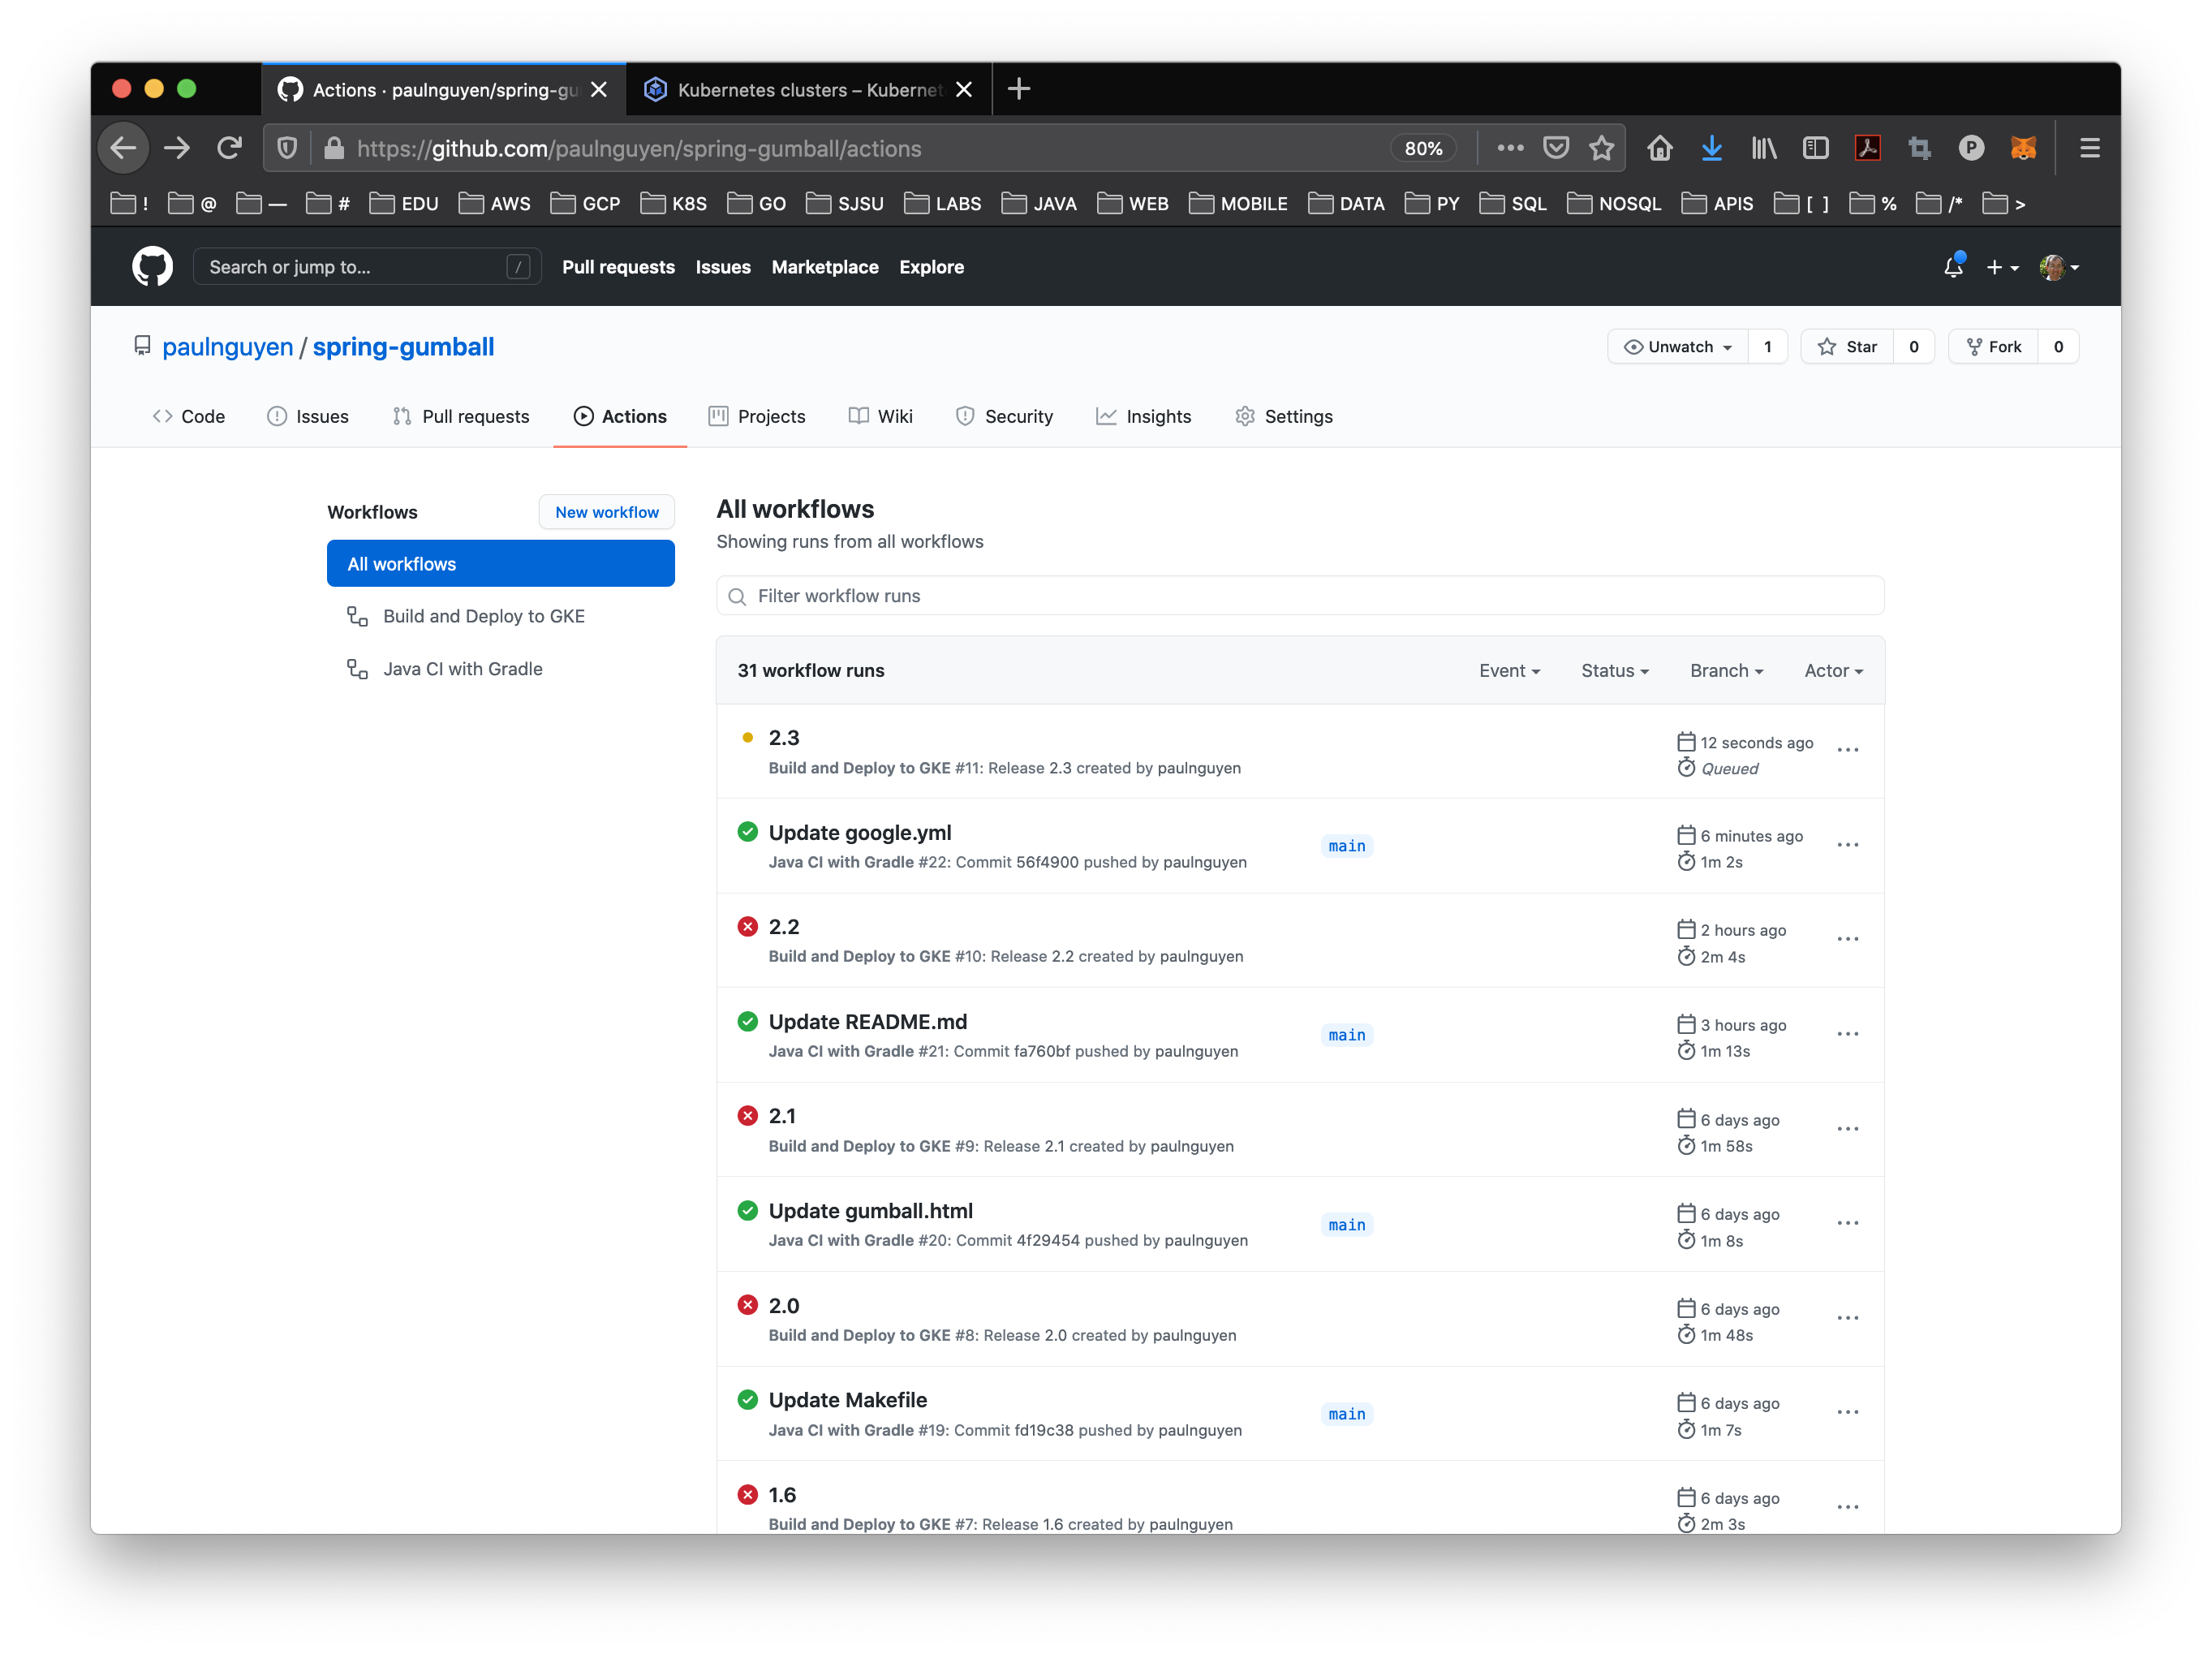 Actions · paulnguyen/spring-gu
Kubernetes clusters – Kubernet
https://github.com/paulnguyen/spring-gumball/actions
80%
! @ — # EDU AWS GCP K8S GO SJSU LABS JAVA WEB MOBILE DATA PY SQL NOSQL APIS [ ] % /* >
Search or jump to... /
Pull requests Issues Marketplace Explore
paulnguyen / spring-gumball
Unwatch 1 Star 0 Fork 0
Code Issues Pull requests Actions Projects Wiki Security Insights Settings
Workflows
New workflow
All workflows
Build and Deploy to GKE
Java CI with Gradle
All workflows
Showing runs from all workflows
Filter workflow runs
31 workflow runs Event Status Branch Actor
2.3
Build and Deploy to GKE #11: Release 2.3 created by paulnguyen
12 seconds ago
Queued
Update google.yml
Java CI with Gradle #22: Commit 56f4900 pushed by paulnguyen
main
6 minutes ago
1m 2s
2.2
Build and Deploy to GKE #10: Release 2.2 created by paulnguyen
2 hours ago
2m 4s
Update README.md
Java CI with Gradle #21: Commit fa760bf pushed by paulnguyen
main
3 hours ago
1m 13s
2.1
Build and Deploy to GKE #9: Release 2.1 created by paulnguyen
6 days ago
1m 58s
Update gumball.html
Java CI with Gradle #20: Commit 4f29454 pushed by paulnguyen
main
6 days ago
1m 8s
2.0
Build and Deploy to GKE #8: Release 2.0 created by paulnguyen
6 days ago
1m 48s
Update Makefile
Java CI with Gradle #19: Commit fd19c38 pushed by paulnguyen
main
6 days ago
1m 7s
1.6
Build and Deploy to GKE #7: Release 1.6 created by paulnguyen
6 days ago
2m 3s